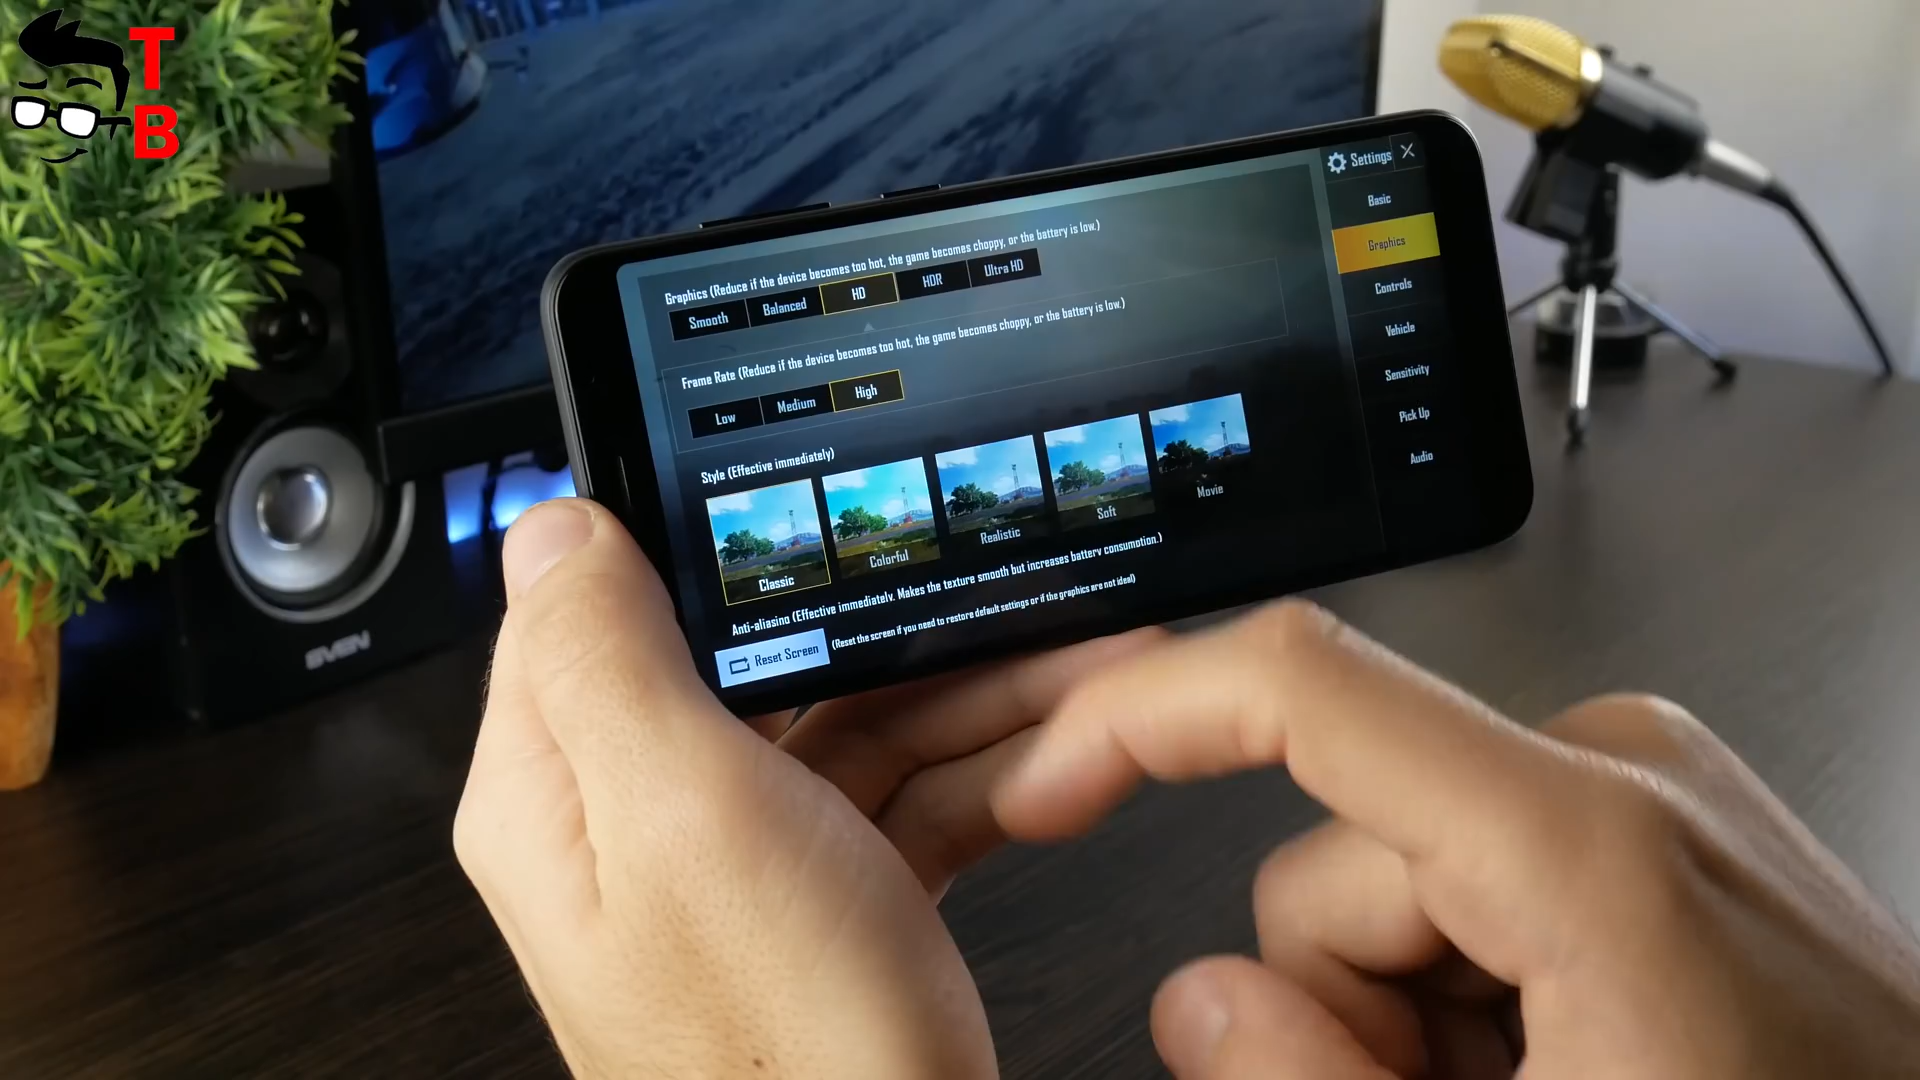 T
B
Settings
Graphics (Reduce if the device becomes too hot, the game becomes choppy, or the battery is low.)
Smooth Balanced HD HDR Ultra HD
Frame Rate (Reduce if the device becomes too hot, the game becomes choppy, or the battery is low.)
Low Medium High
Style (Effective immediately)
Classic Colorful Realistic Soft Movie
Anti-aliasing (Effective immediately. Makes the texture smooth but increases battery consumption.)
Reset Screen (Reset the screen if you need to restore default settings or if the graphics are not ideal)
Basic
Graphics
Controls
Vehicle
Sensitivity
Pick Up
Audio
SVEN